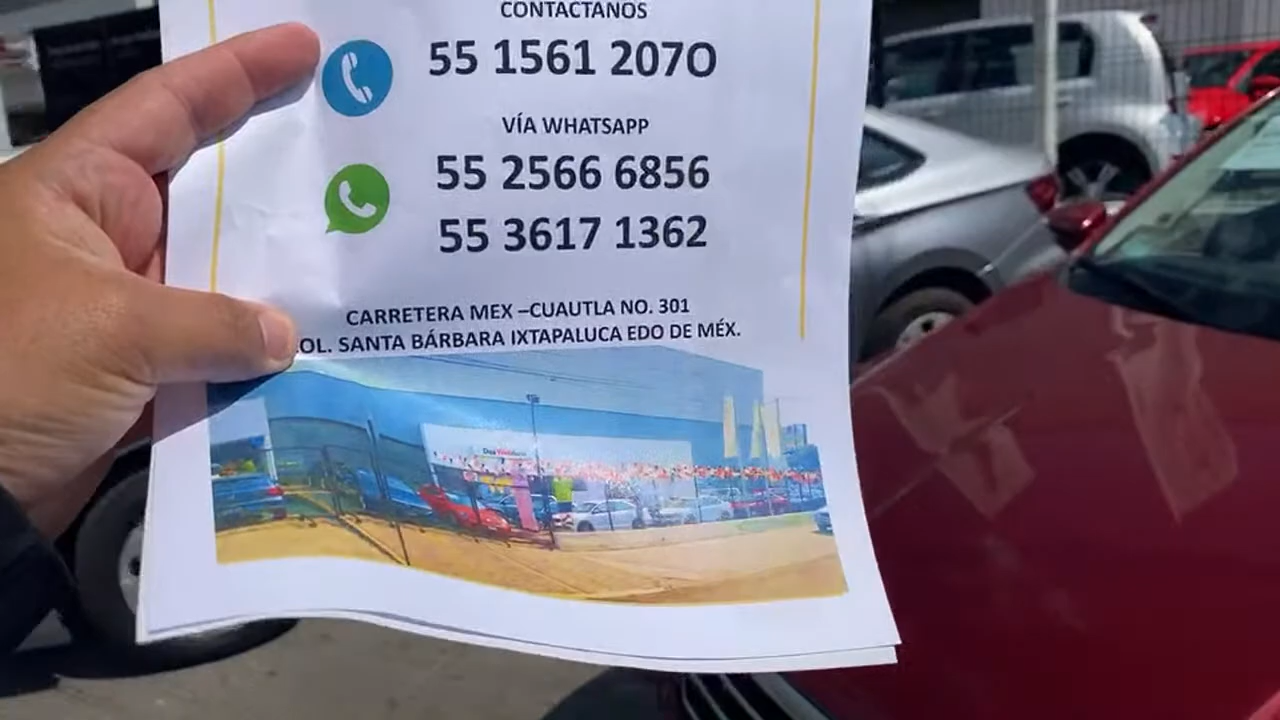 CONTACTANOS
55 1561 2070
VÍA WHATSAPP
55 2566 6856
55 3617 1362
CARRETERA MEX –CUAUTLA NO. 301
OL. SANTA BÁRBARA IXTAPALUCA EDO DE MÉX.